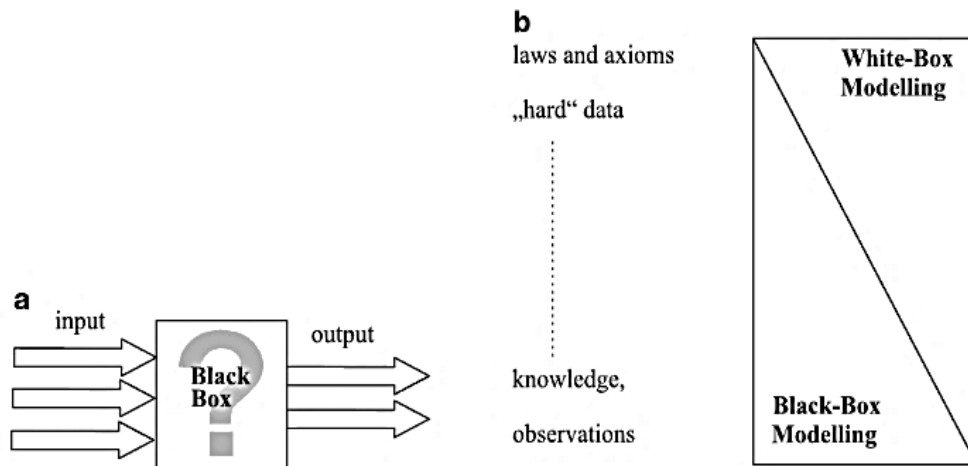 a
input
?
Black
Box
output
b
laws and axioms
„hard“ data
knowledge,
observations
White-Box
Modelling
Black-Box
Modelling